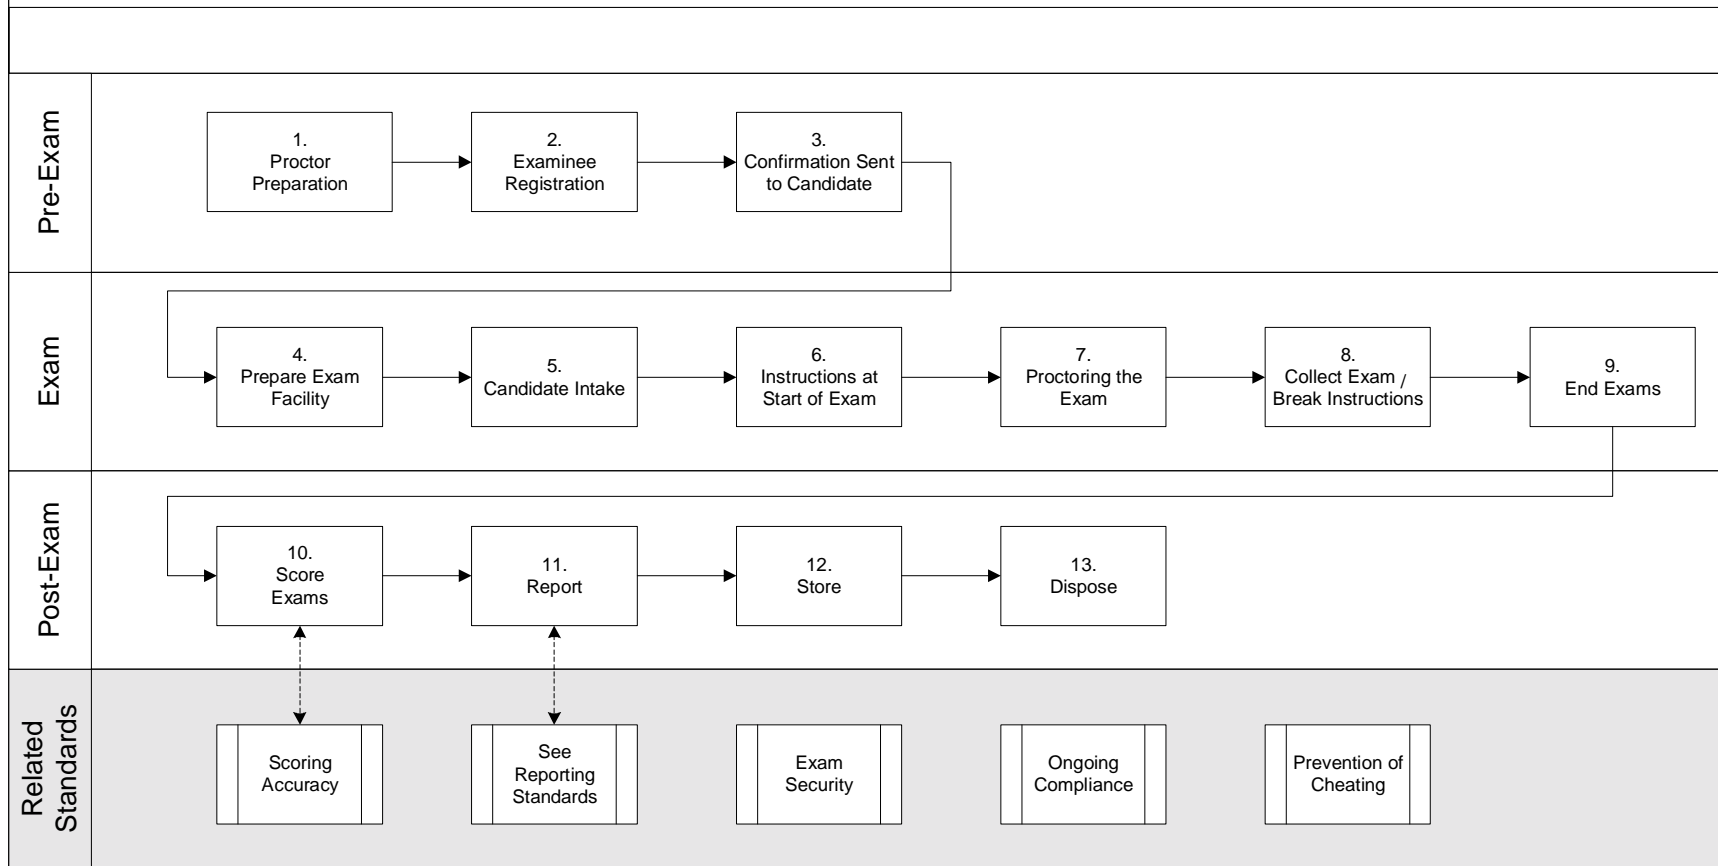 Pre-Exam
1.
Proctor
Preparation
2.
Examinee
Registration
3.
Confirmation Sent
to Candidate
Exam
4.
Prepare Exam
Facility
5.
Candidate Intake
6.
Instructions at
Start of Exam
7.
Proctoring the
Exam
8.
Collect Exam /
Break Instructions
9.
End Exams
Post-Exam
10.
Score
Exams
11.
Report
12.
Store
13.
Dispose
Related
Standards
Scoring
Accuracy
See
Reporting
Standards
Exam
Security
Ongoing
Compliance
Prevention of
Cheating